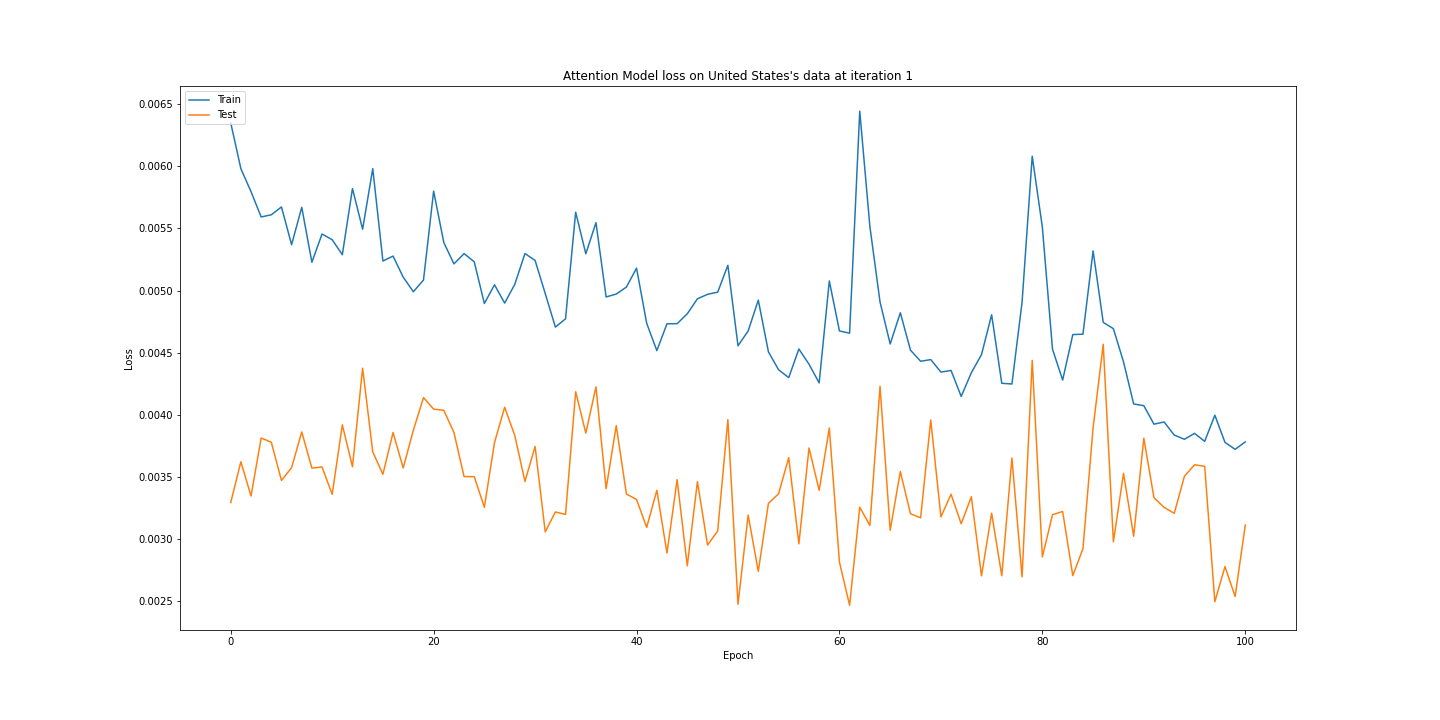 Attention Model loss on United States's data at iteration 1
Train
Test
0.0065
0.0060
0.0055
0.0050
0.0045
0.0040
0.0035
0.0030
0.0025
Loss
0 20 40 60 80 100
Epoch